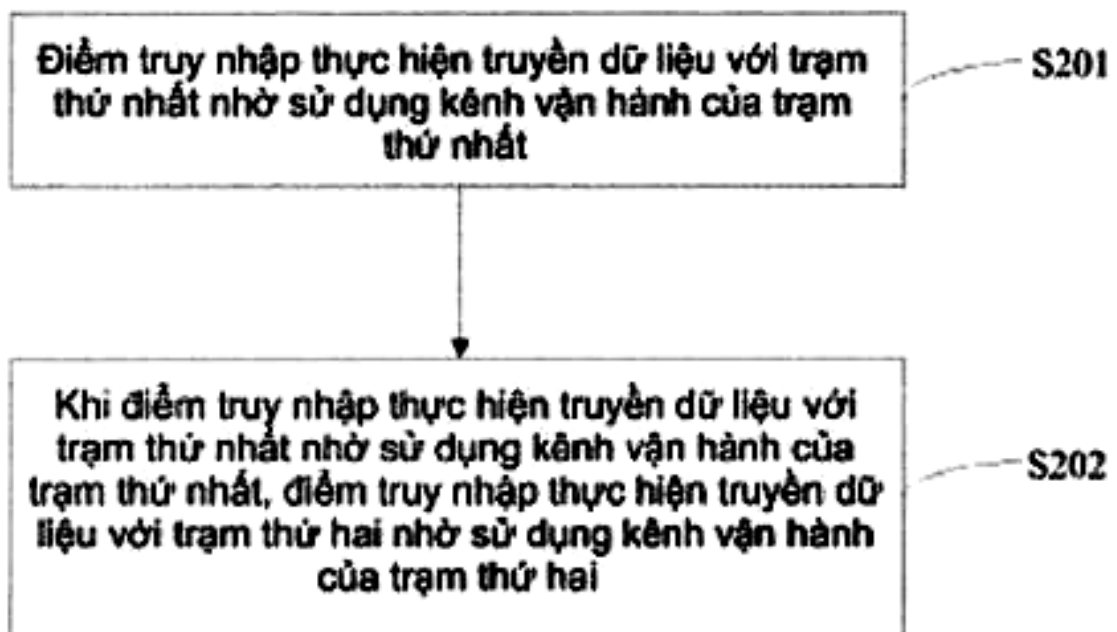 Điểm truy nhập thực hiện truyền dữ liệu với trạm
thứ nhất nhờ sử dụng kênh vận hành của trạm
thứ nhất
S201
Khi điểm truy nhập thực hiện truyền dữ liệu với
trạm thứ nhất nhờ sử dụng kênh vận hành của
trạm thứ nhất, điểm truy nhập thực hiện truyền dữ
liệu với trạm thứ hai nhờ sử dụng kênh vận hành
của trạm thứ hai
S202